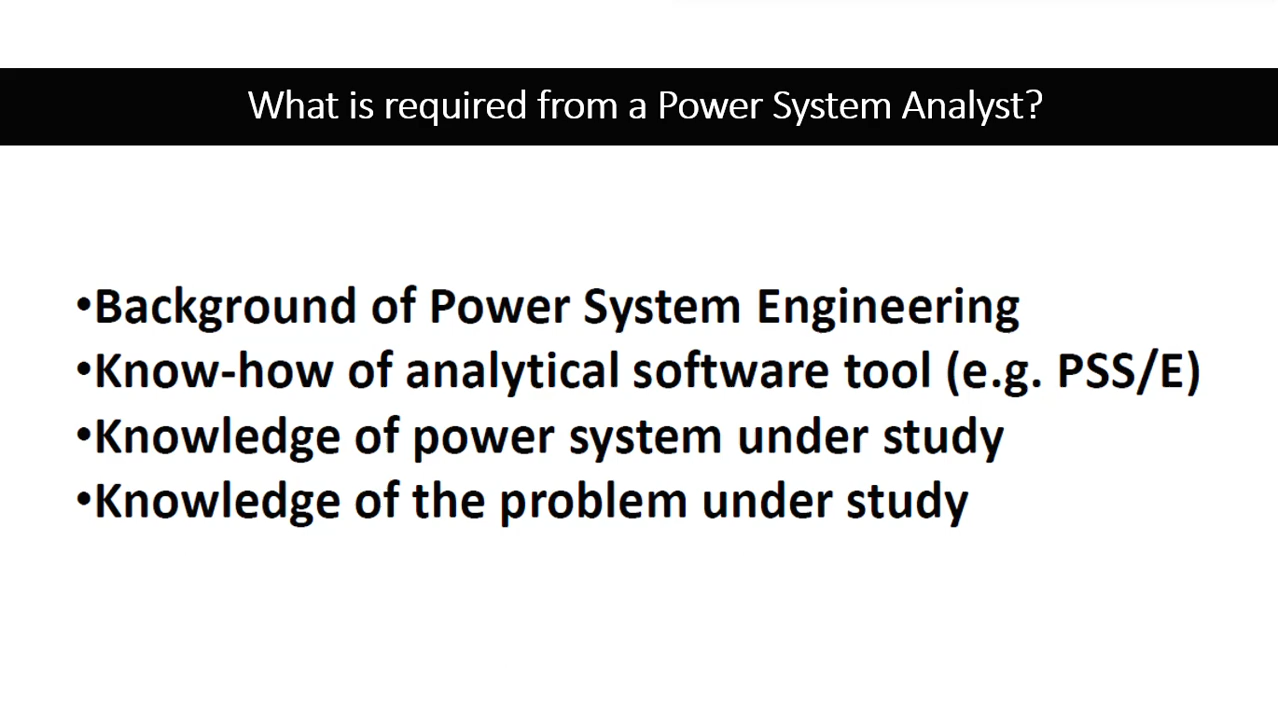 What is required from a Power System Analyst?
•Background of Power System Engineering
•Know-how of analytical software tool (e.g. PSS/E)
•Knowledge of power system under study
•Knowledge of the problem under study